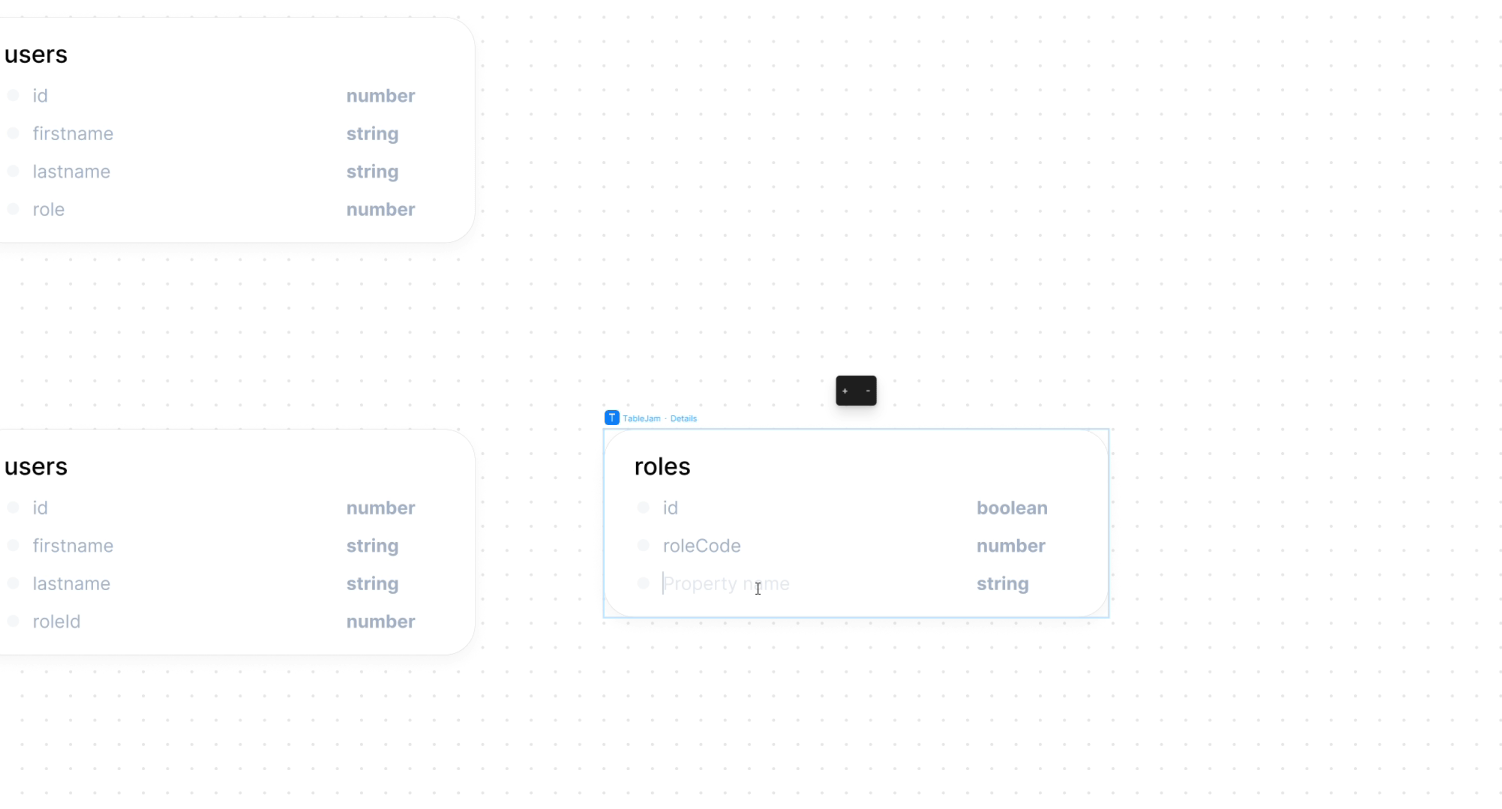 users
id number
firstname string
lastname string
role number
+ -
T TableJam · Details
users
id number
firstname string
lastname string
roleId number
roles
id boolean
roleCode number
Property name string